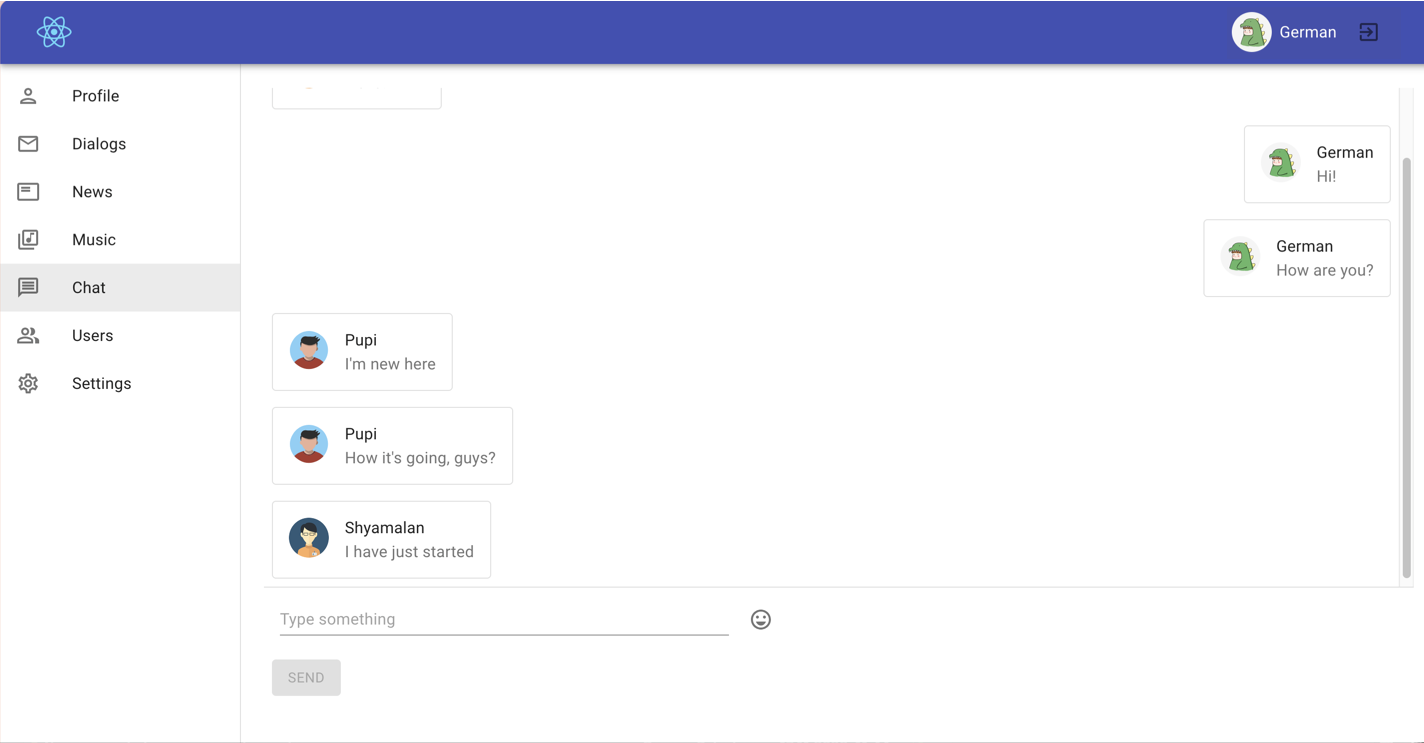 German
Profile
Dialogs
News
Music
Chat
Users
Settings
German
Hi!
German
How are you?
Pupi
I'm new here
Pupi
How it's going, guys?
Shyamalan
I have just started
Type something
SEND